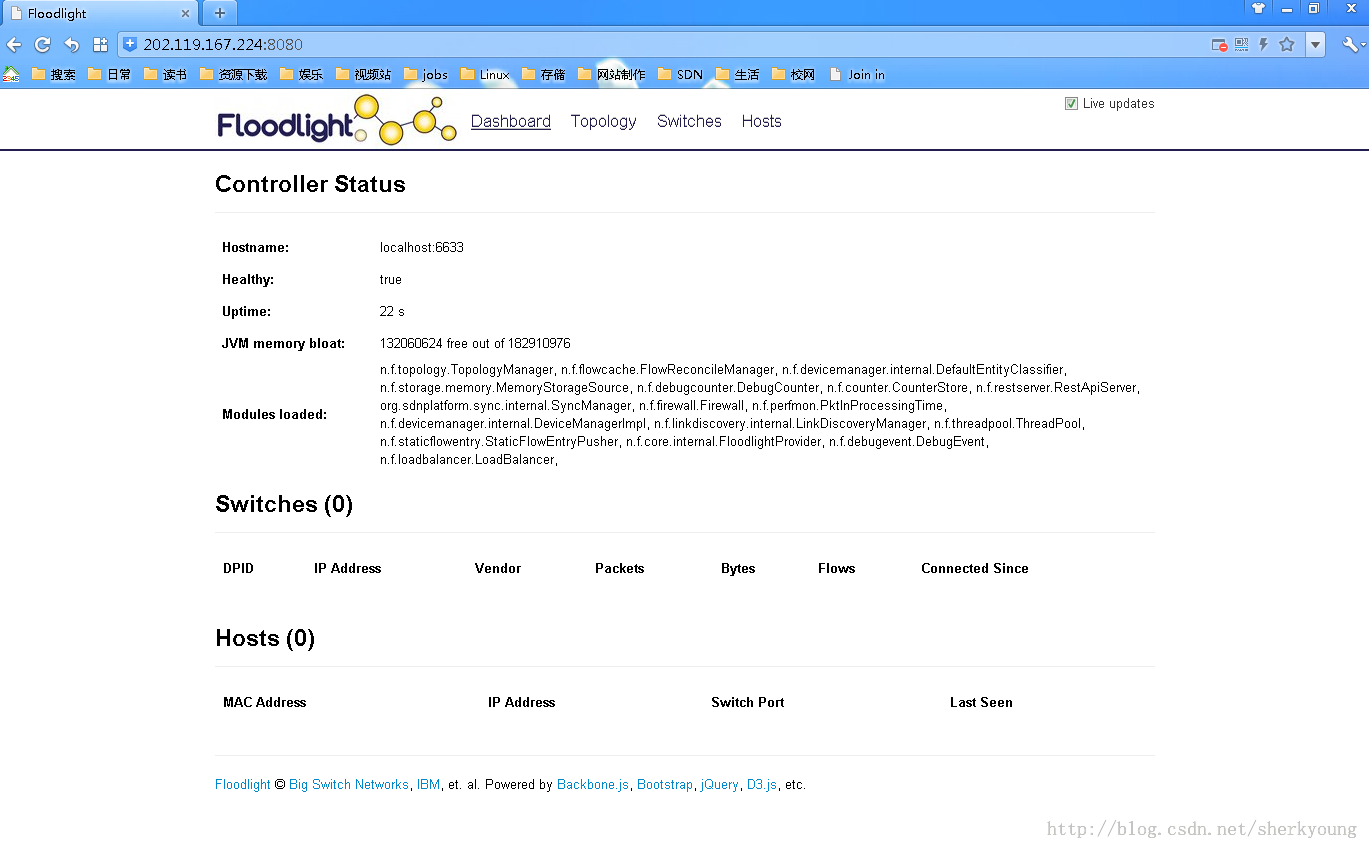 Floodlight
202.119.167.224:8080
2345 搜索 日常 读书 资源下载 娱乐 视频站 jobs Linux 存储 网站制作 SDN 生活 校网 Join in
Floodlight Dashboard Topology Switches Hosts Live updates
Controller Status
Hostname: localhost:6633
Healthy: true
Uptime: 22 s
JVM memory bloat: 132060624 free out of 182910976
Modules loaded: n.f.topology.TopologyManager, n.f.flowcache.FlowReconcileManager, n.f.devicemanager.internal.DefaultEntityClassifier,
n.f.storage.memory.MemoryStorageSource, n.f.debugcounter.DebugCounter, n.f.counter.CounterStore, n.f.restserver.RestApiServer,
org.sdnplatform.sync.internal.SyncManager, n.f.firewall.Firewall, n.f.perfmon.PktInProcessingTime,
n.f.devicemanager.internal.DeviceManagerImpl, n.f.linkdiscovery.internal.LinkDiscoveryManager, n.f.threadpool.ThreadPool,
n.f.staticflowentry.StaticFlowEntryPusher, n.f.core.internal.FloodlightProvider, n.f.debugevent.DebugEvent,
n.f.loadbalancer.LoadBalancer,
Switches (0)
DPID IP Address Vendor Packets Bytes Flows Connected Since
Hosts (0)
MAC Address IP Address Switch Port Last Seen
Floodlight © Big Switch Networks, IBM, et. al. Powered by Backbone.js, Bootstrap, jQuery, D3.js, etc.
http://blog.csdn.net/sherkyoung